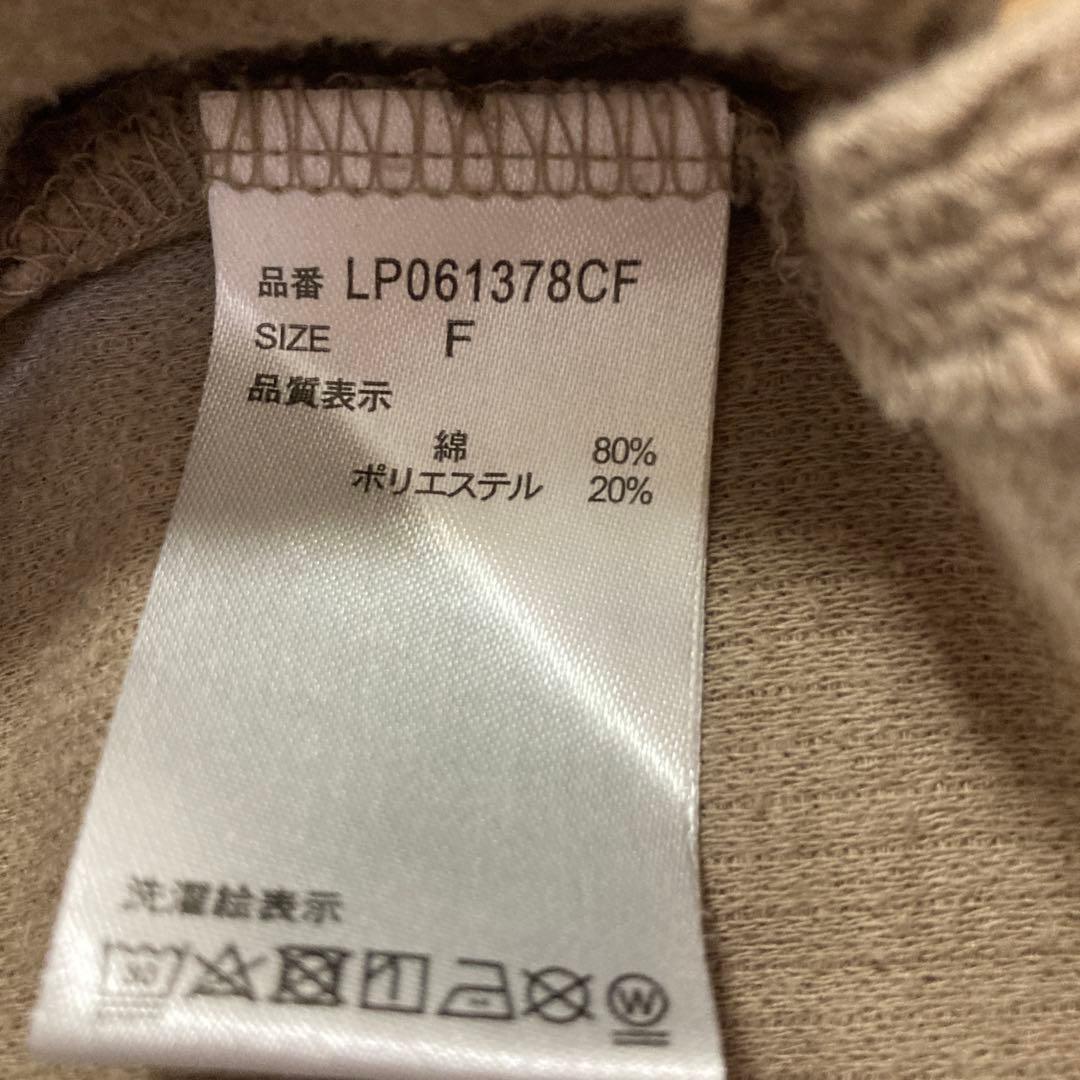 品番 LP061378CF
SIZE F
品質表示
綿 80%
ポリエステル 20%
洗濯絵表示
30
W